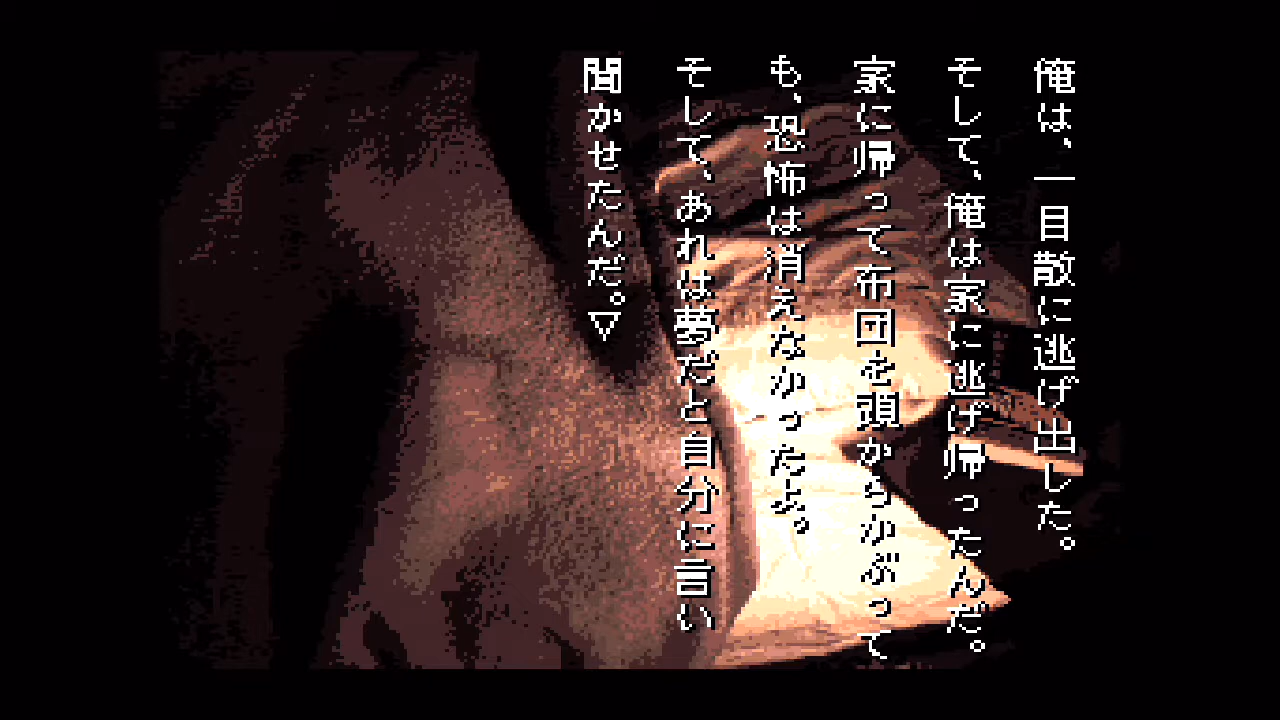 俺は、一目散に逃げ出した。
そして、俺は家に逃げ帰ったんだ。
家に帰って布団を頭からかぶって
も、恐怖は消えなかったよ。
そして、あれは夢だと自分に言い
聞かせたんだ。▽